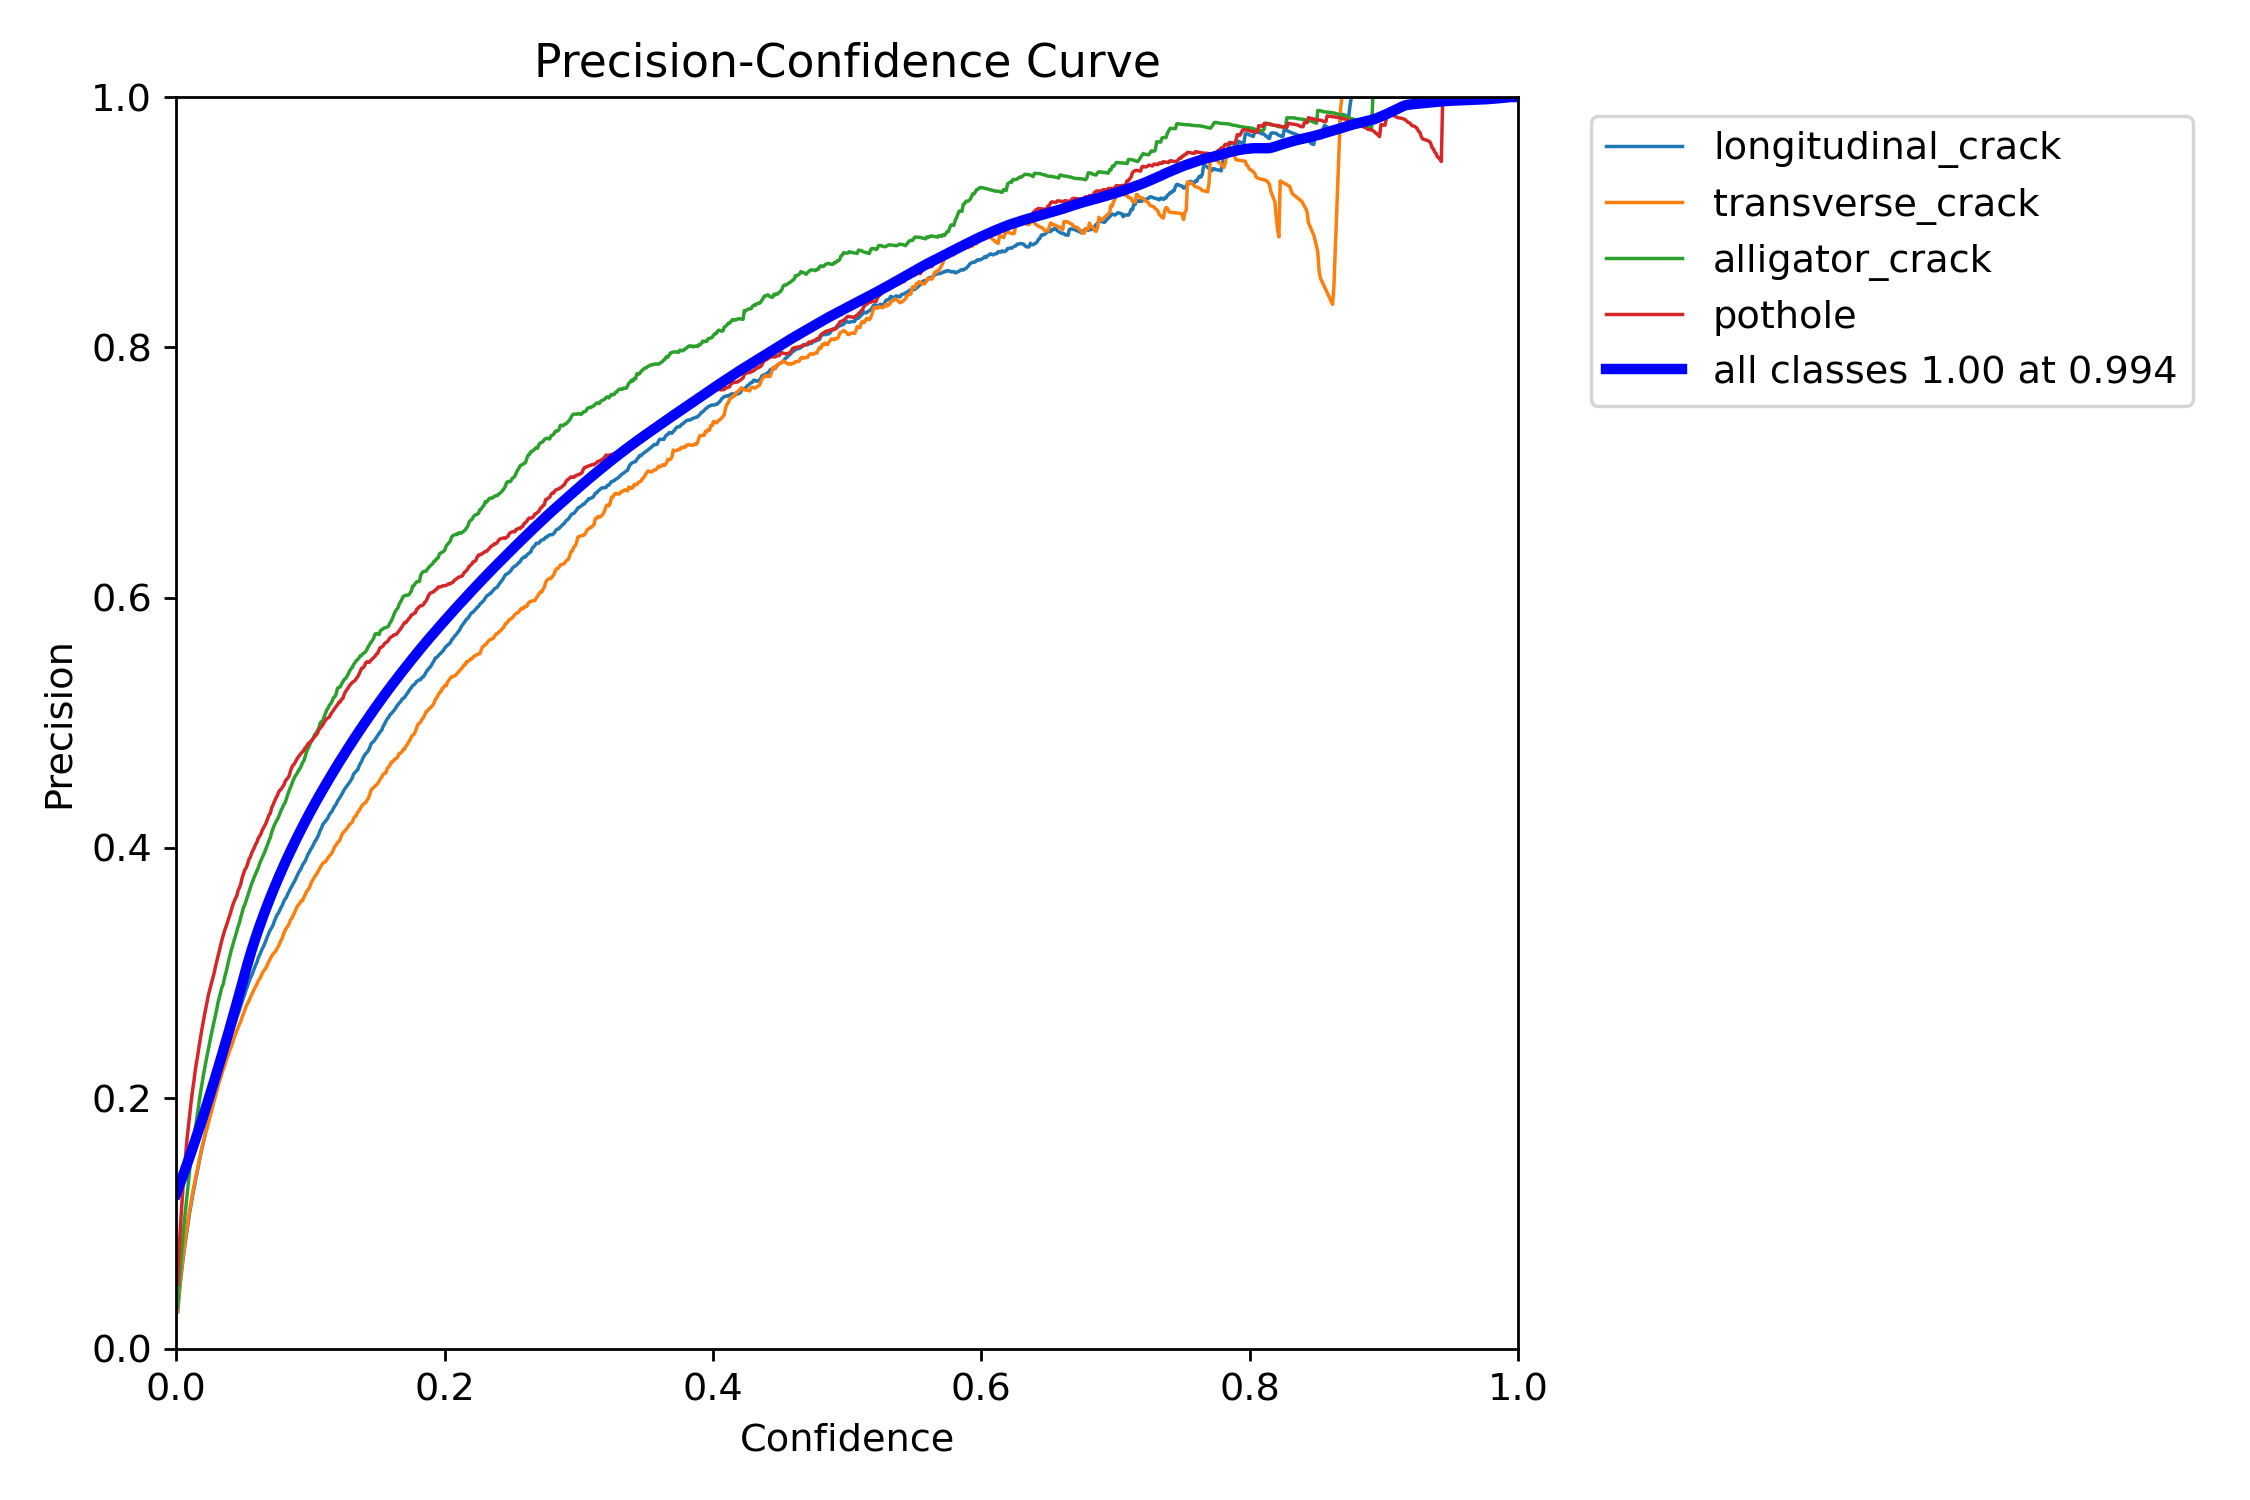 Precision-Confidence Curve
1.0
0.8
0.6
0.4
0.2
0.0
Precision
0.0 0.2 0.4 0.6 0.8 1.0
Confidence
longitudinal_crack
transverse_crack
alligator_crack
pothole
all classes 1.00 at 0.994